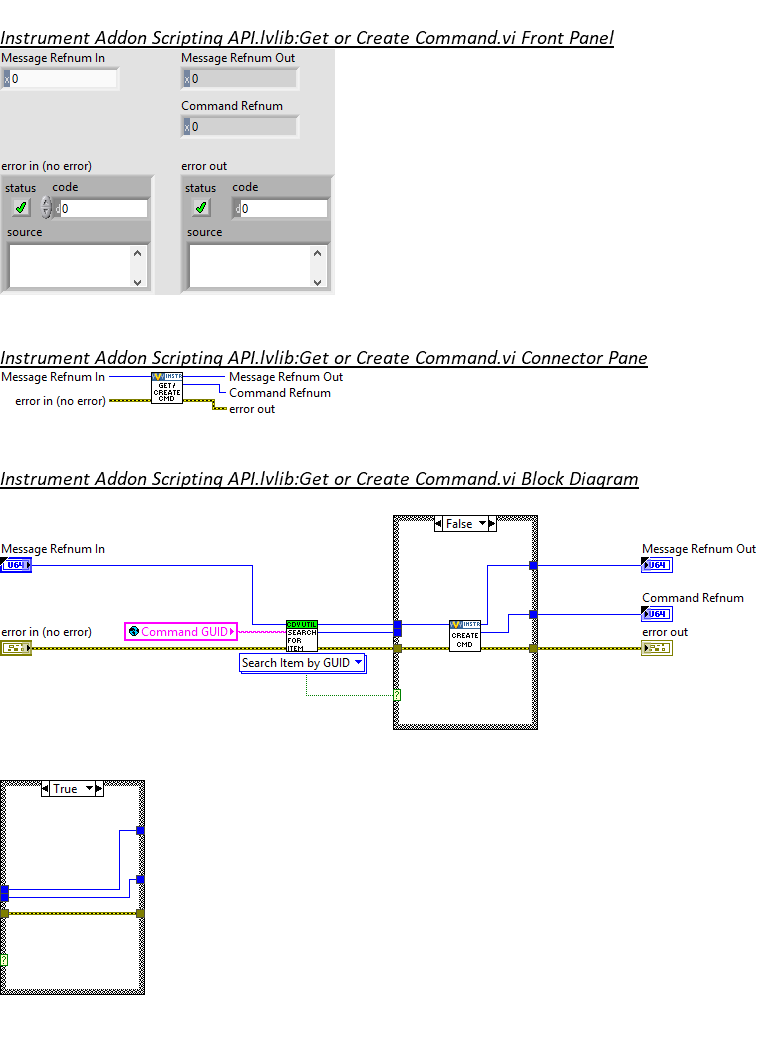 Instrument Addon Scripting API.lvlib:Get or Create Command.vi Front Panel
Message Refnum In
Message Refnum Out
x 0
x 0
Command Refnum
x 0
error in (no error)
error out
status code
status code
d 0
d 0
source
source
Instrument Addon Scripting API.lvlib:Get or Create Command.vi Connector Pane
Message Refnum In
INSTR
GET/
CREATE
CMD
Message Refnum Out
Command Refnum
error in (no error)
error out
Instrument Addon Scripting API.lvlib:Get or Create Command.vi Block Diagram
False
Message Refnum In
Message Refnum Out
U64
U64
Command Refnum
U64
error in (no error)
Command GUID
SEARCH
FOR
ITEM
INSTR
CREATE
CMD
error out
Search Item by GUID
?
True
?